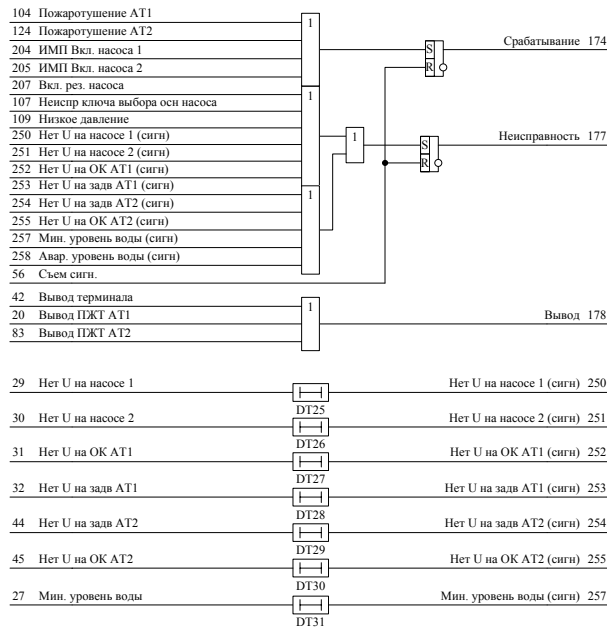 104 Пожаротушение АТ1
1
124 Пожаротушение АТ2
204 ИМП Вкл. насоса 1
S
Срабатывание 174
205 ИМП Вкл. насоса 2
R
207 Вкл. рез. насоса
107 Неиспр ключа выбора осн насоса
1
109 Низкое давление
250 Нет U на насосе 1 (сигн)
1
S
Неисправность 177
251 Нет U на насосе 2 (сигн)
R
252 Нет U на ОК АТ1 (сигн)
253 Нет U на задв АТ1 (сигн)
1
254 Нет U на задв АТ2 (сигн)
255 Нет U на ОК АТ2 (сигн)
257 Мин. уровень воды (сигн)
258 Авар. уровень воды (сигн)
56 Съем сигн.
42 Вывод терминала
1
20 Вывод ПЖТ АТ1
Вывод 178
83 Вывод ПЖТ АТ2
29 Нет U на насосе 1
Нет U на насосе 1 (сигн) 250
DT25
30 Нет U на насосе 2
Нет U на насосе 2 (сигн) 251
DT26
31 Нет U на ОК АТ1
Нет U на ОК АТ1 (сигн) 252
DT27
32 Нет U на задв АТ1
Нет U на задв АТ1 (сигн) 253
DT28
44 Нет U на задв АТ2
Нет U на задв АТ2 (сигн) 254
DT29
45 Нет U на ОК АТ2
Нет U на ОК АТ2 (сигн) 255
DT30
27 Мин. уровень воды
Мин. уровень воды (сигн) 257
DT31